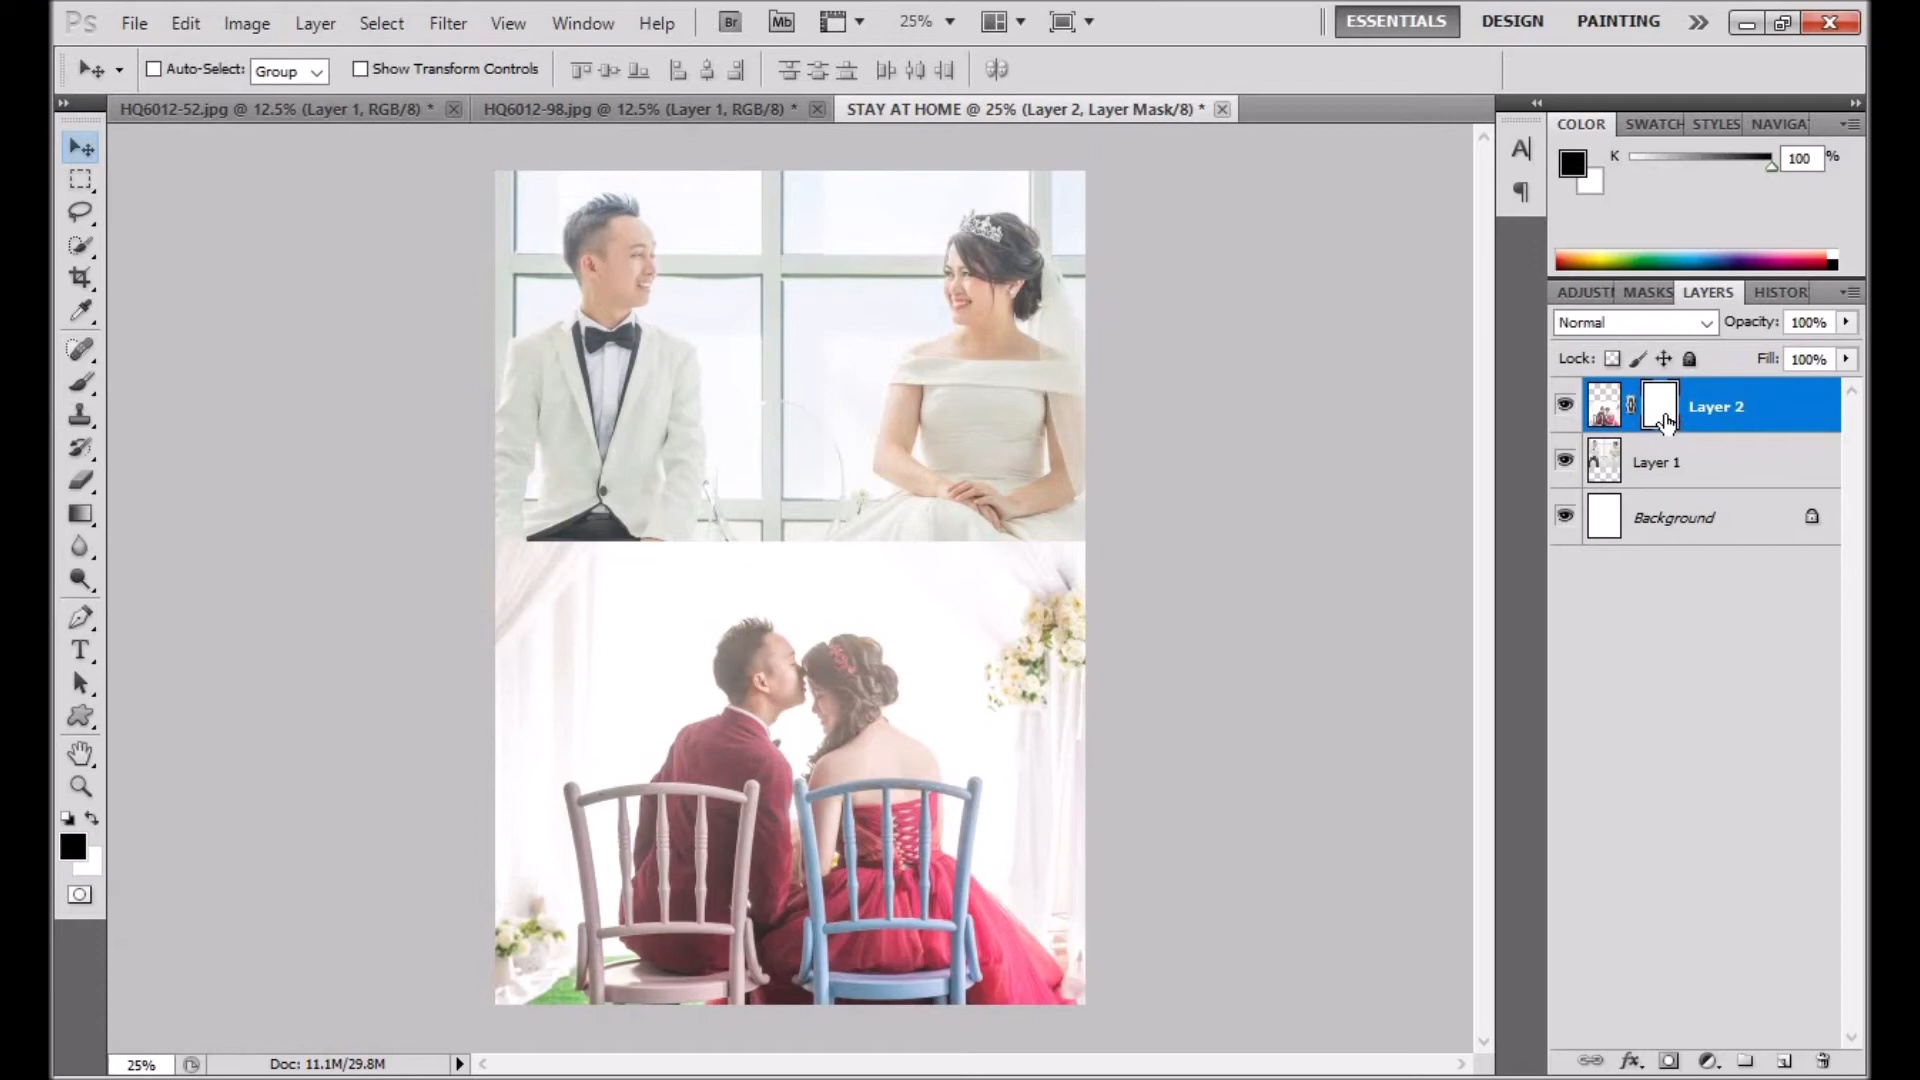 Ps File Edit Image Layer Select Filter View Window Help Br Mb 25% ESSENTIALS DESIGN PAINTING
Auto-Select: Group Show Transform Controls
HQ6012-52.jpg @ 12.5% (Layer 1, RGB/8) * HQ6012-98.jpg @ 12.5% (Layer 1, RGB/8) * STAY AT HOME @ 25% (Layer 2, Layer Mask/8) *
COLOR SWATCH STYLES NAVIGA
K 100 %
ADJUSTI MASKS LAYERS HISTOR
Normal Opacity: 100%
Lock: Fill: 100%
Layer 2
Layer 1
Background
25% Doc: 11.1M/29.8M